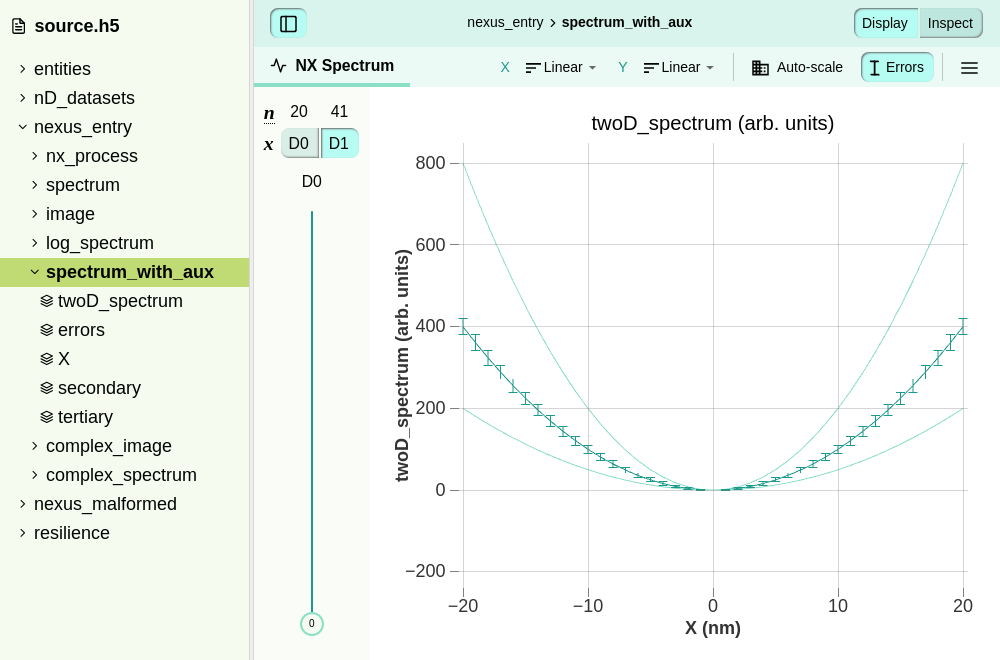 source.h5
entities
nD_datasets
nexus_entry
nx_process
spectrum
image
log_spectrum
spectrum_with_aux
twoD_spectrum
errors
X
secondary
tertiary
complex_image
complex_spectrum
nexus_malformed
resilience
nexus_entry › spectrum_with_aux
Display Inspect
NX Spectrum
X Linear Y Linear Auto-scale Errors
n 20 41
x D0 D1
D0
0
twoD_spectrum (arb. units)
800
600
400
200
0
−200
twoD_spectrum (arb. units)
−20 −10 0 10 20
X (nm)